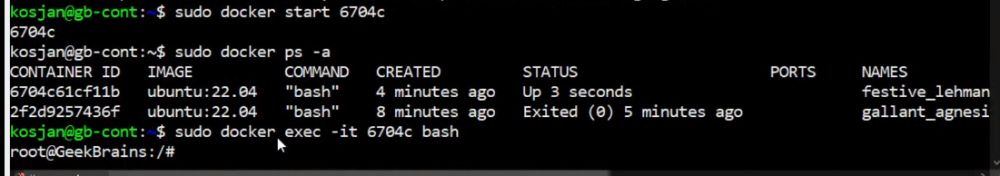 kosjan@gb-cont:~$ sudo docker start 6704c
6704c
kosjan@gb-cont:~$ sudo docker ps -a
CONTAINER ID   IMAGE          COMMAND   CREATED         STATUS                     PORTS     NAMES
6704c61cf11b   ubuntu:22.04   "bash"    4 minutes ago   Up 3 seconds                         festive_lehman
2f2d9257436f   ubuntu:22.04   "bash"    8 minutes ago   Exited (0) 5 minutes ago             gallant_agnesi
kosjan@gb-cont:~$ sudo docker exec -it 6704c bash
root@GeekBrains:/#